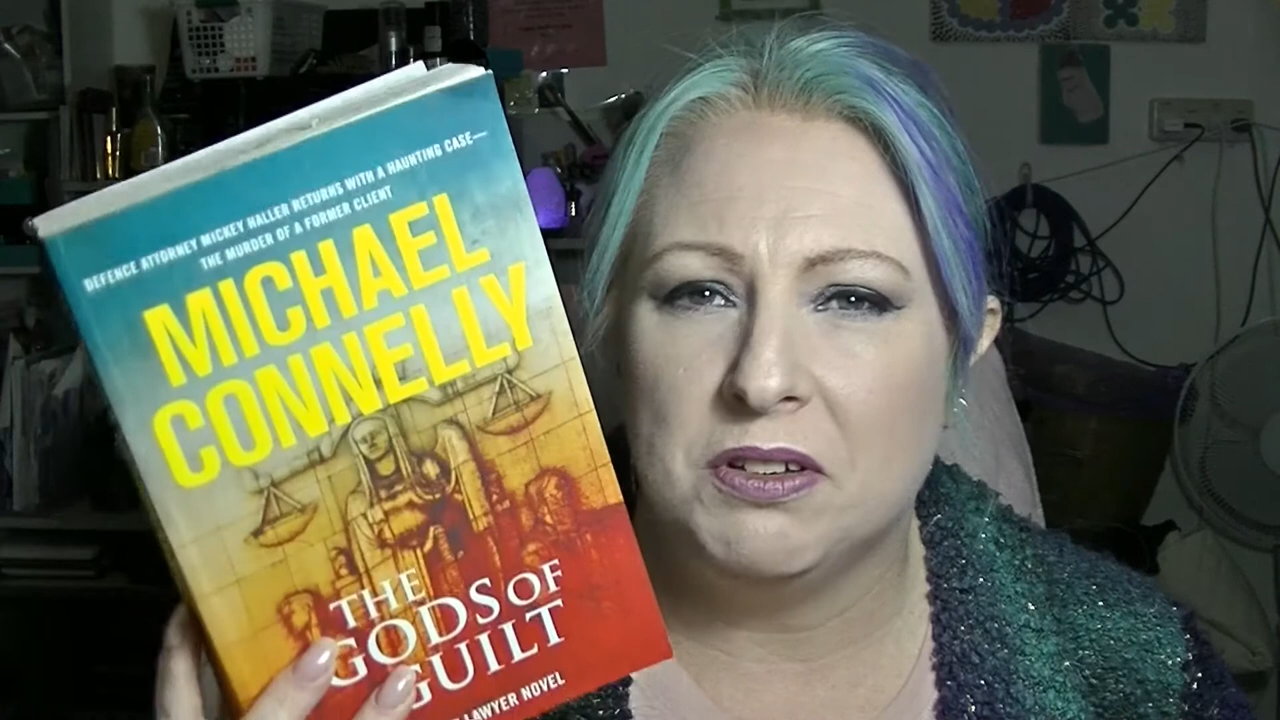 DEFENCE ATTORNEY MICKEY HALLER RETURNS WITH A HAUNTING CASE—
THE MURDER OF A FORMER CLIENT
MICHAEL
CONNELLY
THE
GODS OF
GUILT
LAWYER NOVEL